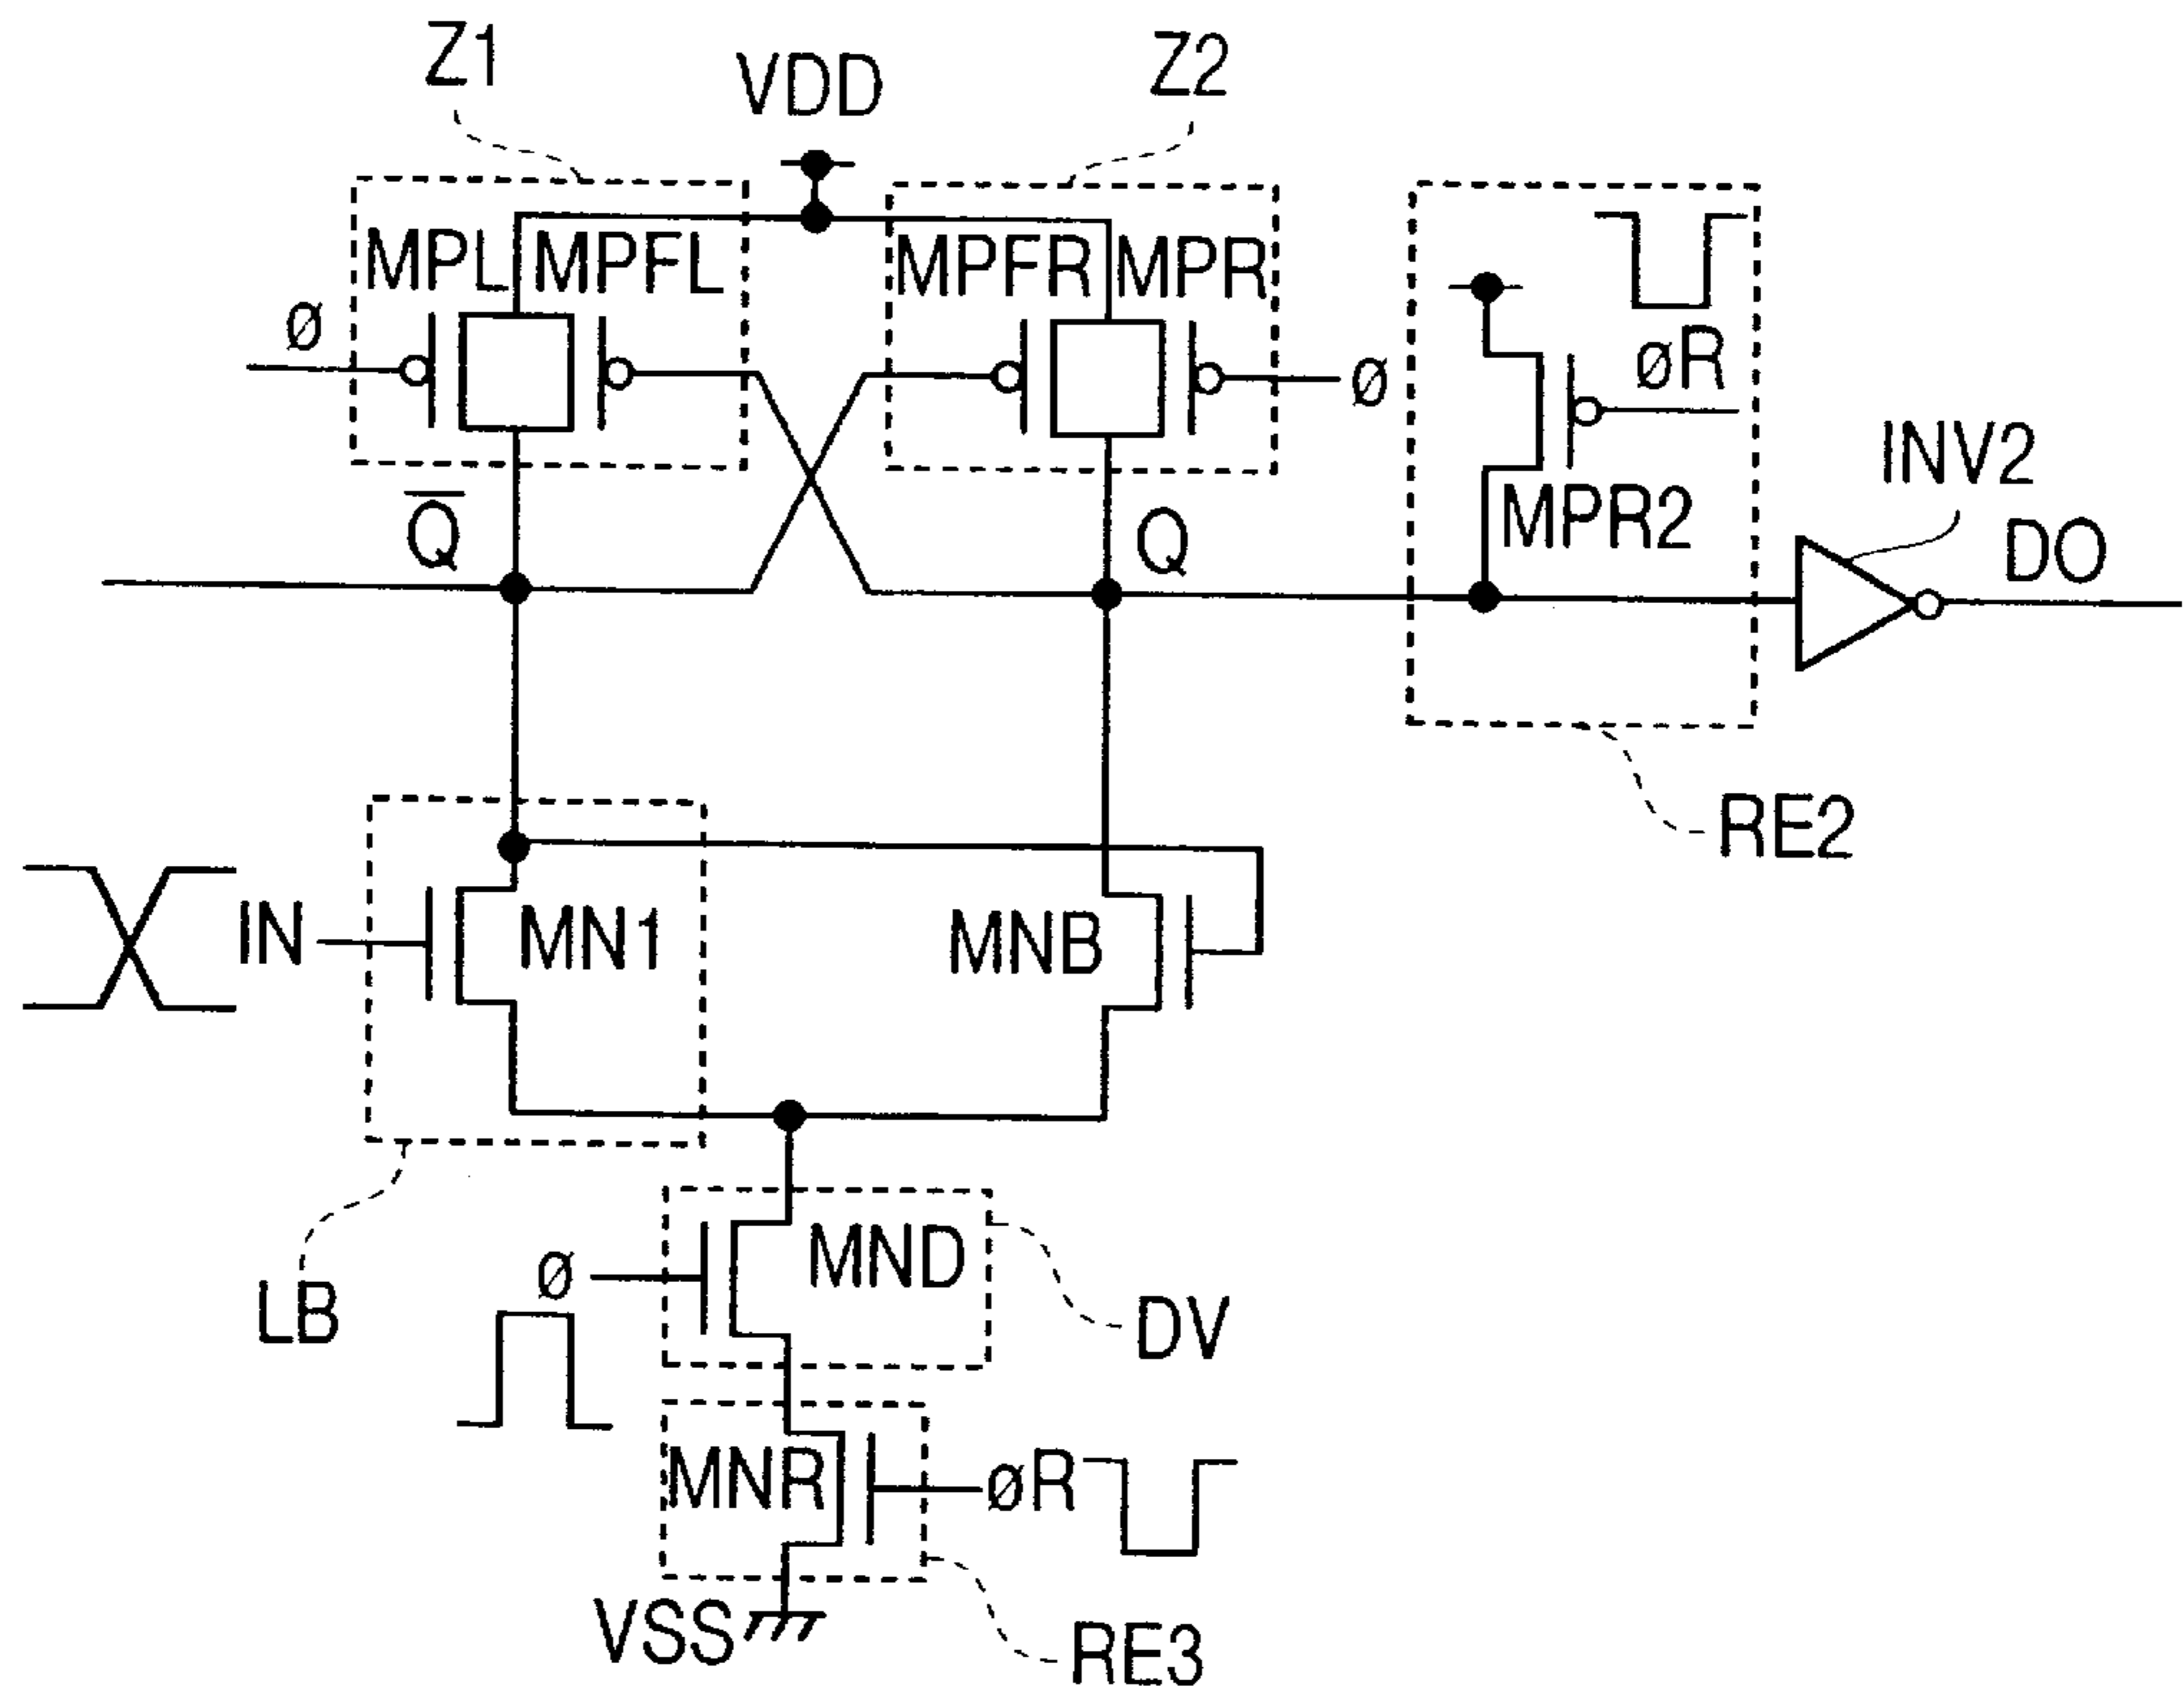 Z1
VDD
Z2
MPL MPFL
MPFR MPR
ø
ø
øR
INV2
MPR2
Q̅
Q
DO
RE2
IN
MN1
MNB
MND
ø
LB
DV
MNR
øR
VSS
RE3